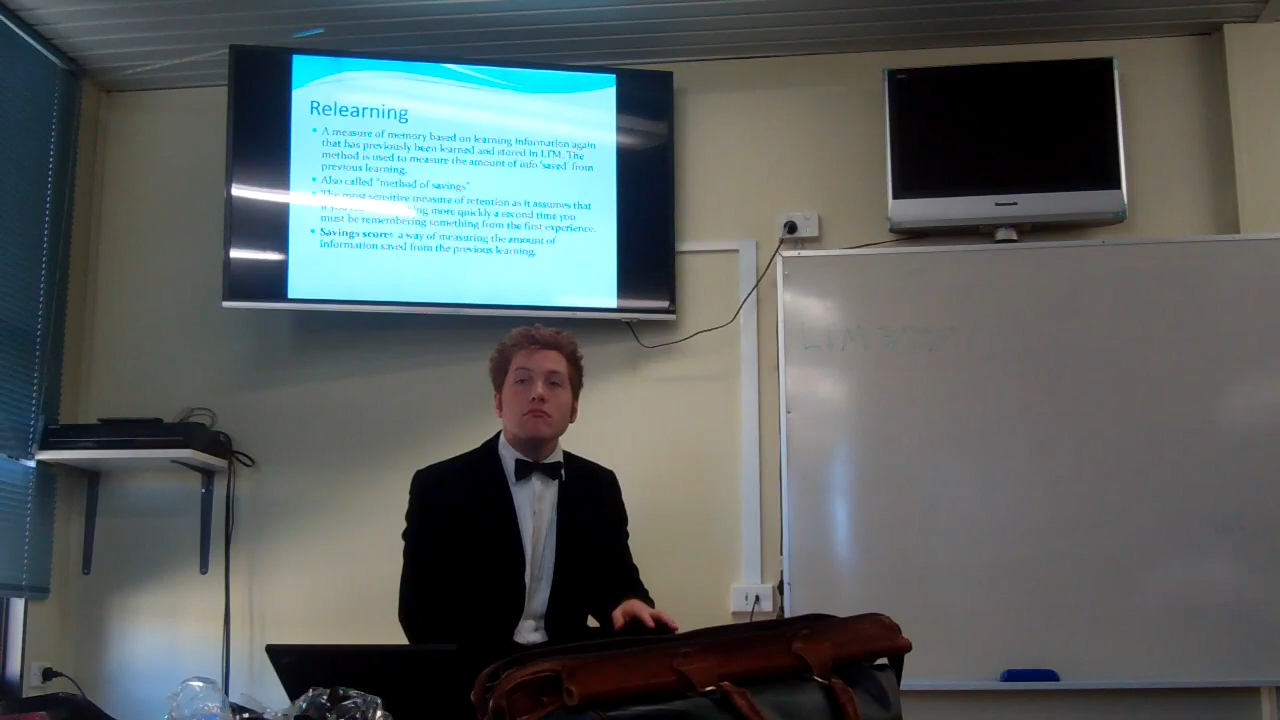 Relearning
• A measure of memory based on learning information again
that has previously been learned and stored in LTM. The
method is used to measure the amount of info 'saved' from
previous learning.
• Also called "method of savings"
• The most sensitive measure of retention as it assumes that
if you more quickly a second time you
must be remembering something from the first experience.
• Savings score: a way of measuring the amount of
information saved from the previous learning.
LTM